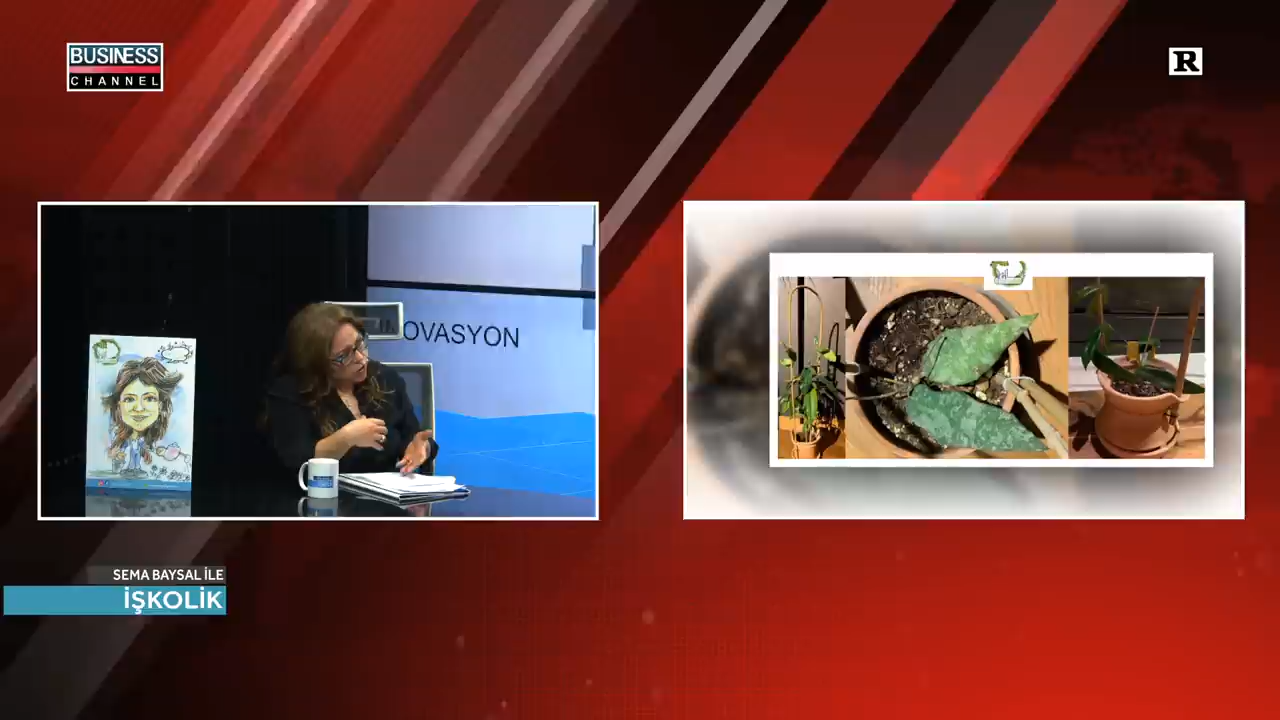 BUSINESS
CHANNEL
R
OVASYON
SEMA BAYSAL İLE
İŞKOLİK